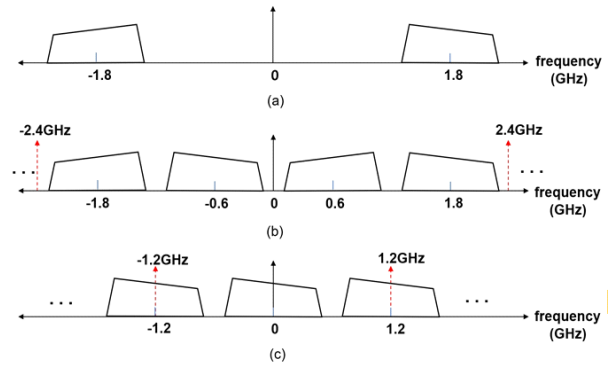 frequency
-1.8 0 1.8 (GHz)
(a)
-2.4GHz 2.4GHz
. . . . . .
frequency
-1.8 -0.6 0 0.6 1.8 (GHz)
(b)
-1.2GHz 1.2GHz
. . . . . .
frequency
-1.2 0 1.2 (GHz)
(c)